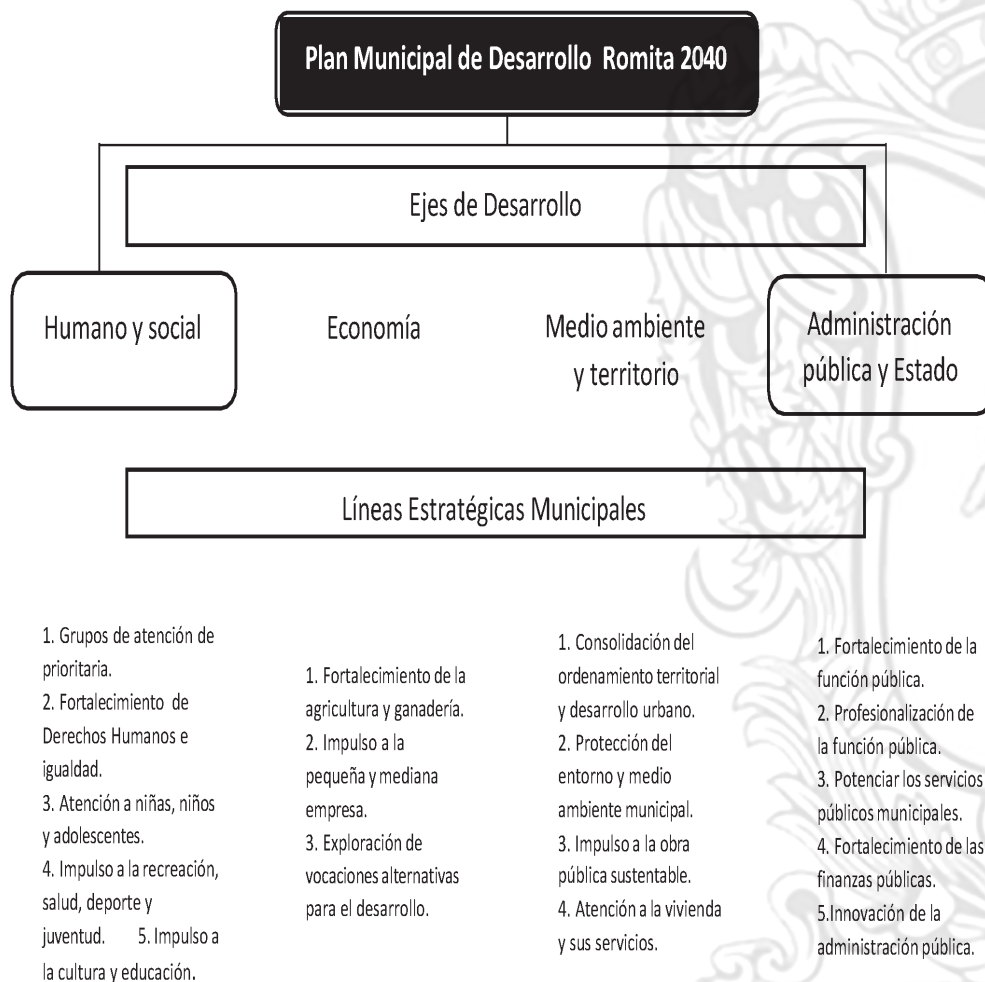 Plan Municipal de Desarrollo Romita 2040
Ejes de Desarrollo
Humano y social
Economía
Medio ambiente
y territorio
Administración
pública y Estado
Líneas Estratégicas Municipales
1. Grupos de atención de
prioritaria.
2. Fortalecimiento de
Derechos Humanos e
igualdad.
3. Atención a niñas, niños
y adolescentes.
4. Impulso a la recreación,
salud, deporte y
juventud. 5. Impulso a
la cultura y educación.
1. Fortalecimiento de la
agricultura y ganadería.
2. Impulso a la
pequeña y mediana
empresa.
3. Exploración de
vocaciones alternativas
para el desarrollo.
1. Consolidación del
ordenamiento territorial
y desarrollo urbano.
2. Protección del
entorno y medio
ambiente municipal.
3. Impulso a la obra
pública sustentable.
4. Atención a la vivienda
y sus servicios.
1. Fortalecimiento de la
función pública.
2. Profesionalización de
la función pública.
3. Potenciar los servicios
públicos municipales.
4. Fortalecimiento de las
finanzas públicas.
5.Innovación de la
administración pública.